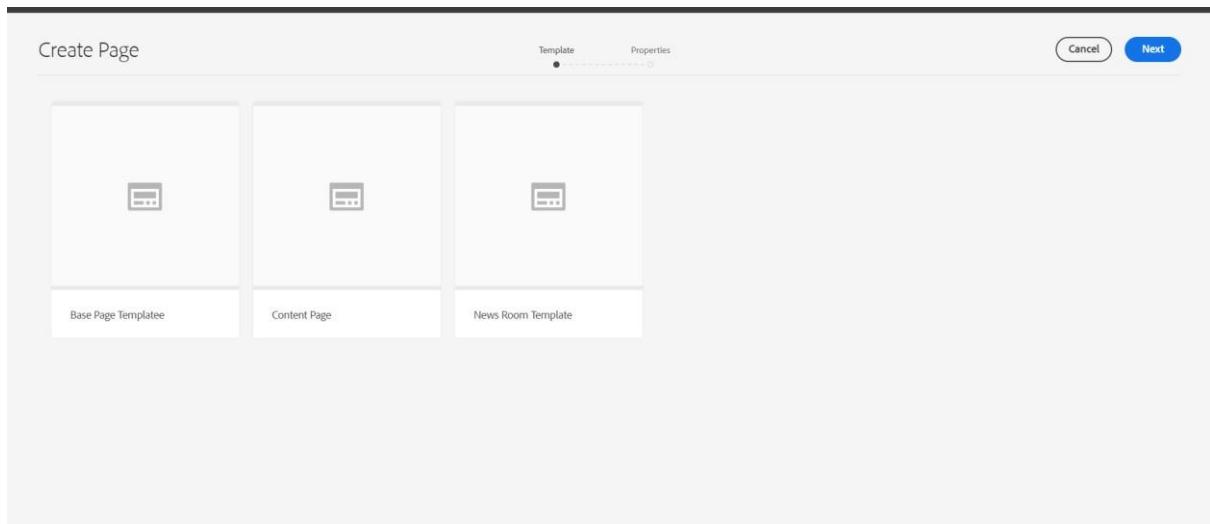 Create Page
Template Properties
Cancel Next
Base Page Templatee
Content Page
News Room Template